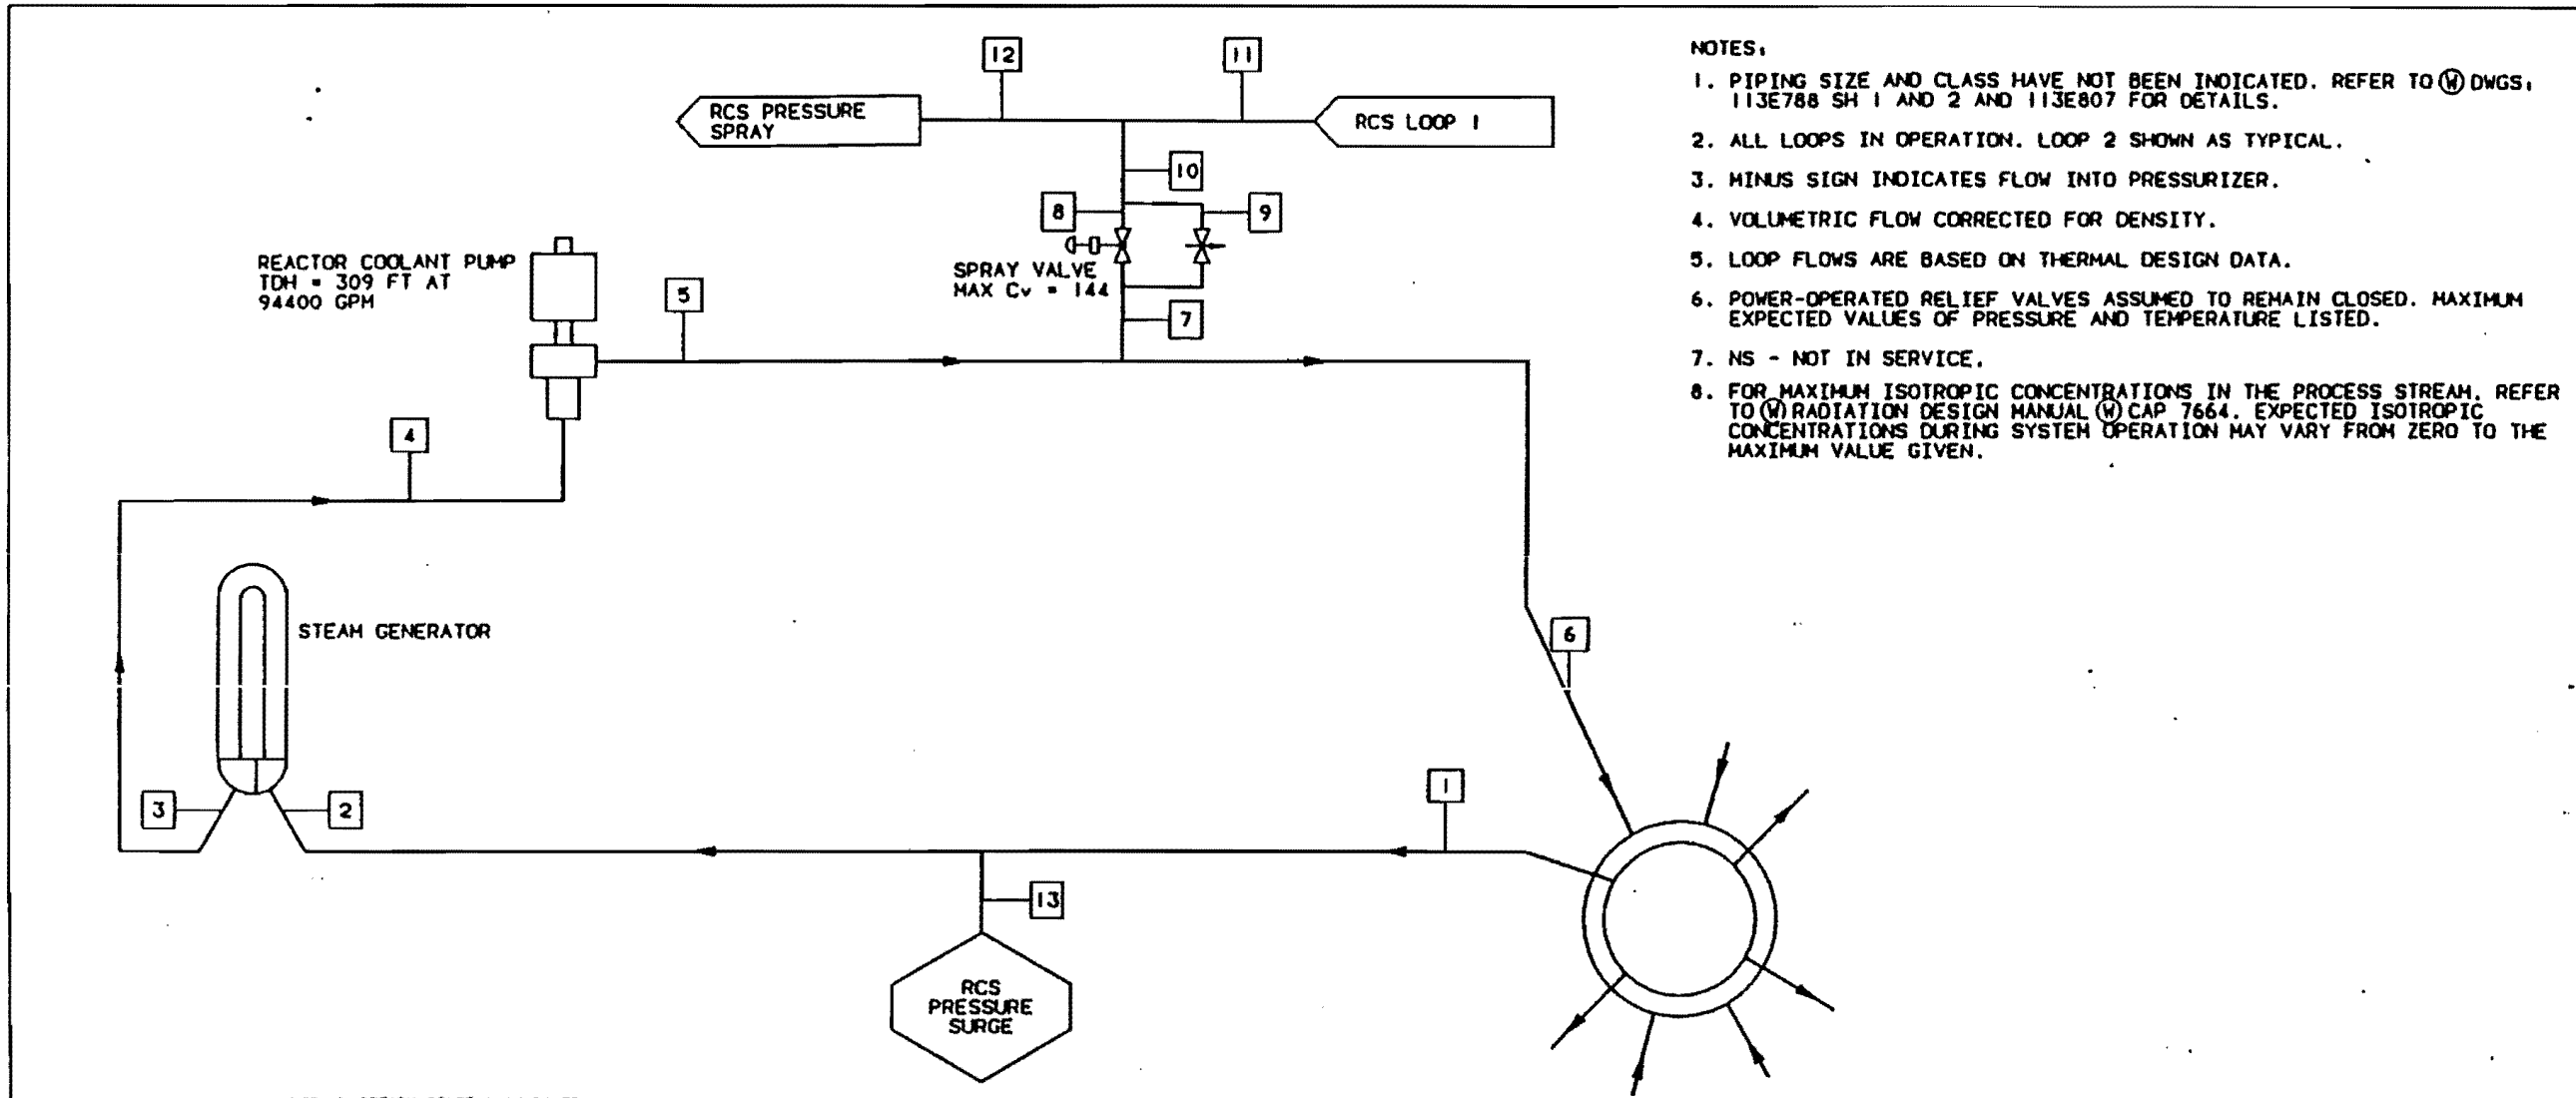 12
11
RCS PRESSURE
SPRAY
RCS LOOP 1
10
8
9
REACTOR COOLANT PUMP
TDH = 309 FT AT
94400 GPM
SPRAY VALVE
MAX Cv = 144
5
7
4
6
STEAM GENERATOR
3
2
1
13
RCS
PRESSURE
SURGE
NOTES:
1. PIPING SIZE AND CLASS HAVE NOT BEEN INDICATED. REFER TO Ⓦ DWGS:
113E788 SH 1 AND 2 AND 113E807 FOR DETAILS.
2. ALL LOOPS IN OPERATION. LOOP 2 SHOWN AS TYPICAL.
3. MINUS SIGN INDICATES FLOW INTO PRESSURIZER.
4. VOLUMETRIC FLOW CORRECTED FOR DENSITY.
5. LOOP FLOWS ARE BASED ON THERMAL DESIGN DATA.
6. POWER-OPERATED RELIEF VALVES ASSUMED TO REMAIN CLOSED. MAXIMUM
EXPECTED VALUES OF PRESSURE AND TEMPERATURE LISTED.
7. NS - NOT IN SERVICE.
8. FOR MAXIMUM ISOTROPIC CONCENTRATIONS IN THE PROCESS STREAM, REFER
TO Ⓦ RADIATION DESIGN MANUAL Ⓦ CAP 7664. EXPECTED ISOTROPIC
CONCENTRATIONS DURING SYSTEM OPERATION MAY VARY FROM ZERO TO THE
MAXIMUM VALUE GIVEN.